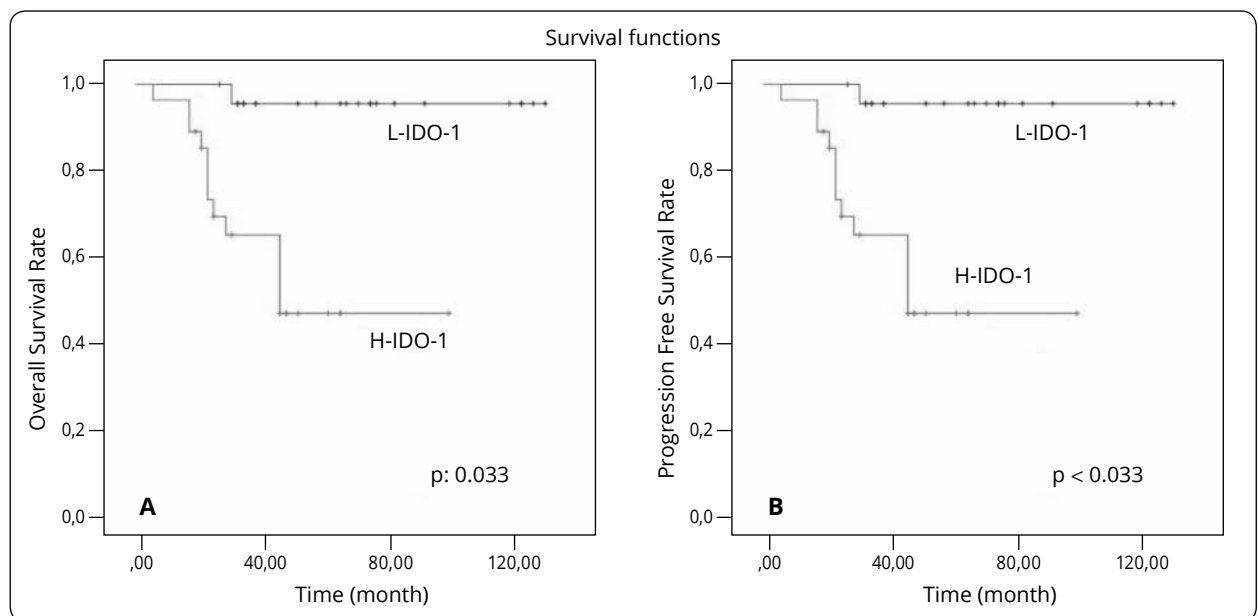 Survival functions
Overall Survival Rate
1,0
0,8
0,6
0,4
0,2
0,0
L-IDO-1
H-IDO-1
p: 0.033
A
,00
40,00
80,00
120,00
Time (month)
Progression Free Survival Rate
1,0
0,8
0,6
0,4
0,2
0,0
L-IDO-1
H-IDO-1
p < 0.033
B
,00
40,00
80,00
120,00
Time (month)